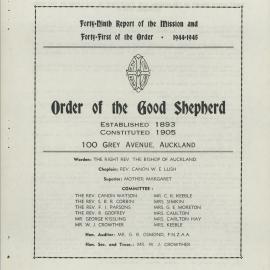 Forty-Ninth Report of the Mission and
Forty-First of the Order - 1944-1945
Order of the Good Shepherd
ESTABLISHED 1893
CONSTITUTED 1905
100 GREY AVENUE, AUCKLAND
Warden: THE RIGHT REV. THE BISHOP OF AUCKLAND
Chaplain: REV. CANON W. E. LUSH
Superior: MOTHER MARGARET
COMMITTEE:
THE REV. CANON WATSON MR. C. R. KEEBLE
THE REV. S. B. R. CORBIN MRS. SIMKIN
THE REV. F. I. PARSONS MRS. G. E. MORETON
THE REV. R. GODFREY MRS. CAULTON
MR. GEORGE KISSLING MRS. CARLTON HAY
MR. W. J. CROWTHER MRS. KEEBLE
Hon. Auditor: MR. G. B. OSMOND, F.N.Z.A.A.
Hon. Sec. and Treas.: MR. W. J. CROWTHER